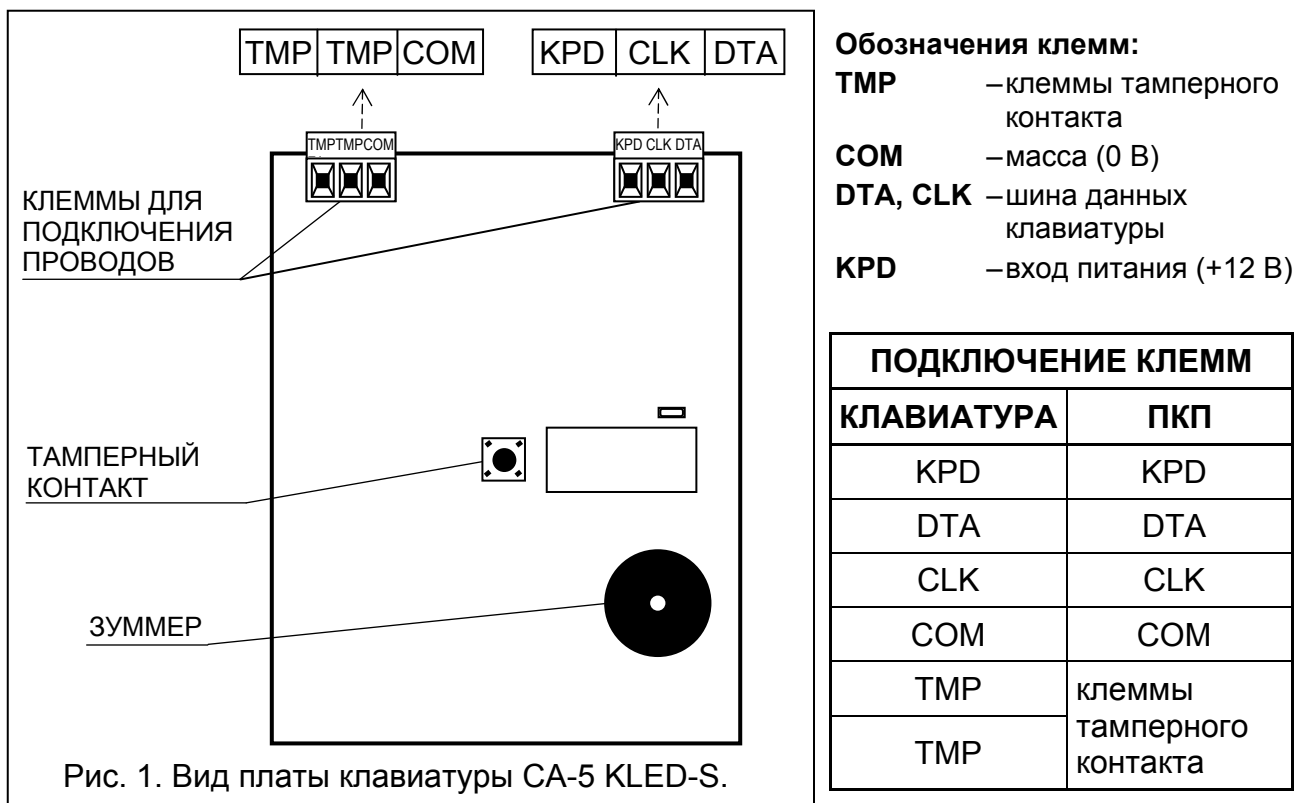 TMP TMP COM
KPD CLK DTA
TMPTMPCOM
KPD CLK DTA
КЛЕММЫ ДЛЯ
ПОДКЛЮЧЕНИЯ
ПРОВОДОВ
ТАМПЕРНЫЙ
КОНТАКТ
ЗУММЕР
Рис. 1. Вид платы клавиатуры CA-5 KLED-S.
Обозначения клемм:
TMP – клеммы тамперного
контакта
COM – масса (0 В)
DTA, CLK – шина данных
клавиатуры
KPD – вход питания (+12 В)
ПОДКЛЮЧЕНИЕ КЛЕММ
КЛАВИАТУРА ПКП
KPD KPD
DTA DTA
CLK CLK
COM COM
TMP клеммы
тамперного
TMP контакта